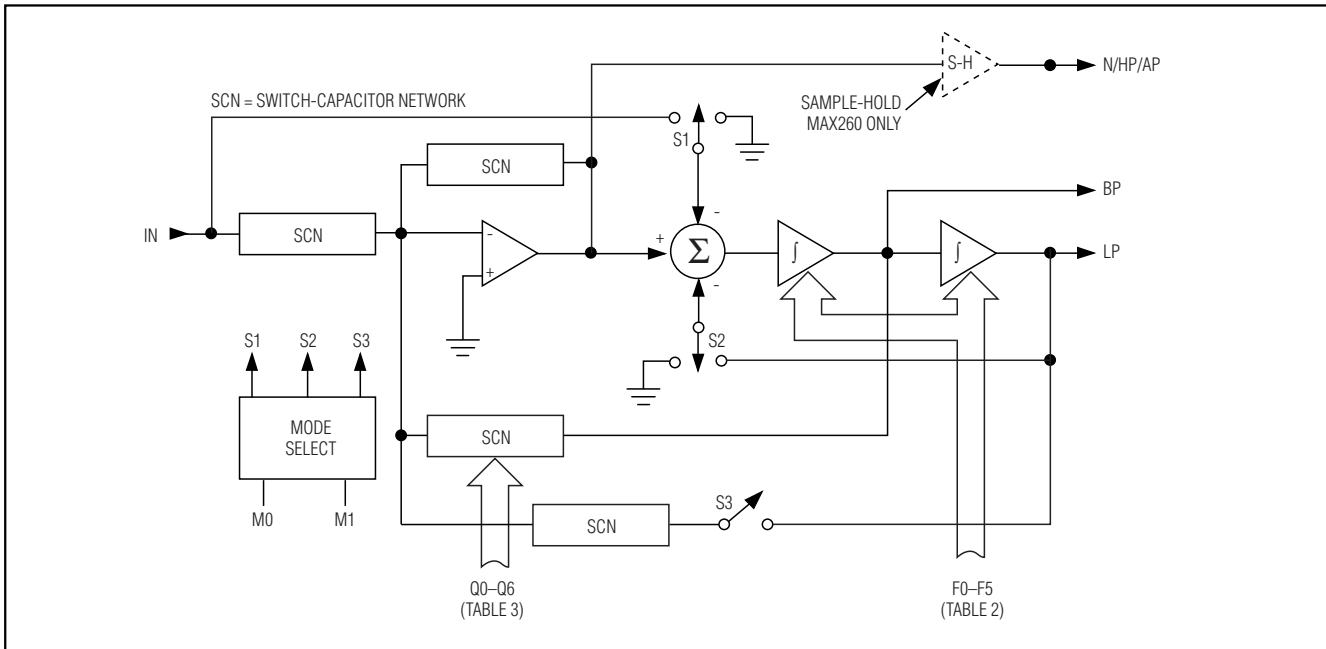 S-H
N/HP/AP
SCN = SWITCH-CAPACITOR NETWORK
SAMPLE-HOLD
MAX260 ONLY
S1
SCN
-
BP
IN
SCN
-
+
+
Σ
∫
∫
LP
-
S1
S2
S3
S2
MODE
SELECT
SCN
M0
M1
SCN
S3
Q0–Q6
(TABLE 3)
F0–F5
(TABLE 2)